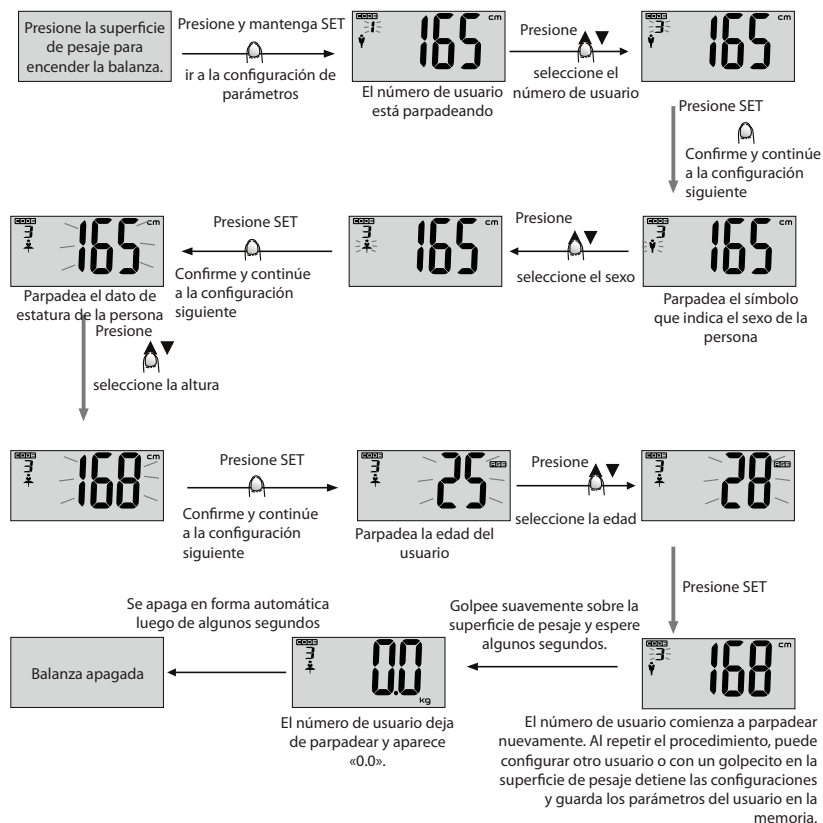 Presione la superficie
de pesaje para
encender la balanza.
Presione y mantenga SET
ir a la configuración de
parámetros
CODE
1
165
cm
El número de usuario
está parpadeando
Presione
seleccione el
número de usuario
CODE
3
165
cm
Presione SET
Confirme y continúe
a la configuración
siguiente
CODE
3
165
cm
Parpadea el símbolo
que indica el sexo de la
persona
Presione
seleccione el sexo
CODE
3
165
cm
Presione SET
Confirme y continúe
a la configuración
siguiente
CODE
3
165
cm
Parpadea el dato de
estatura de la persona
Presione
seleccione la altura
CODE
3
168
cm
Presione SET
Confirme y continúe
a la configuración
siguiente
CODE
3
25
AGE
Parpadea la edad del
usuario
Presione
seleccione la edad
CODE
3
28
AGE
Presione SET
CODE
3
168
cm
El número de usuario comienza a parpadear
nuevamente. Al repetir el procedimiento, puede
configurar otro usuario o con un golpecito en la
superficie de pesaje detiene las configuraciones
y guarda los parámetros del usuario en la
memoria.
Golpee suavemente sobre la
superficie de pesaje y espere
algunos segundos.
CODE
3
0.0
kg
El número de usuario deja
de parpadear y aparece
«0.0».
Se apaga en forma automática
luego de algunos segundos
Balanza apagada